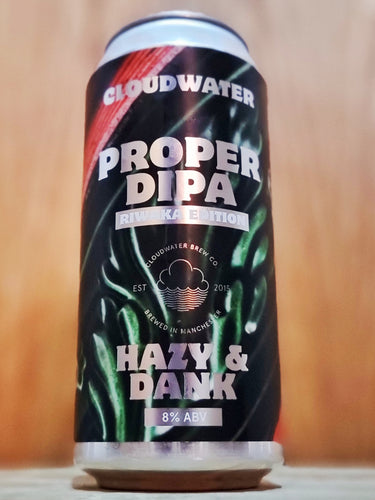 CLOUDWATER
PROPER
DIPA
RIWAKA EDITION
CLOUDWATER BREW CO
EST 2015
BREWED IN MANCHESTER
HAZY &
DANK
8% ABV